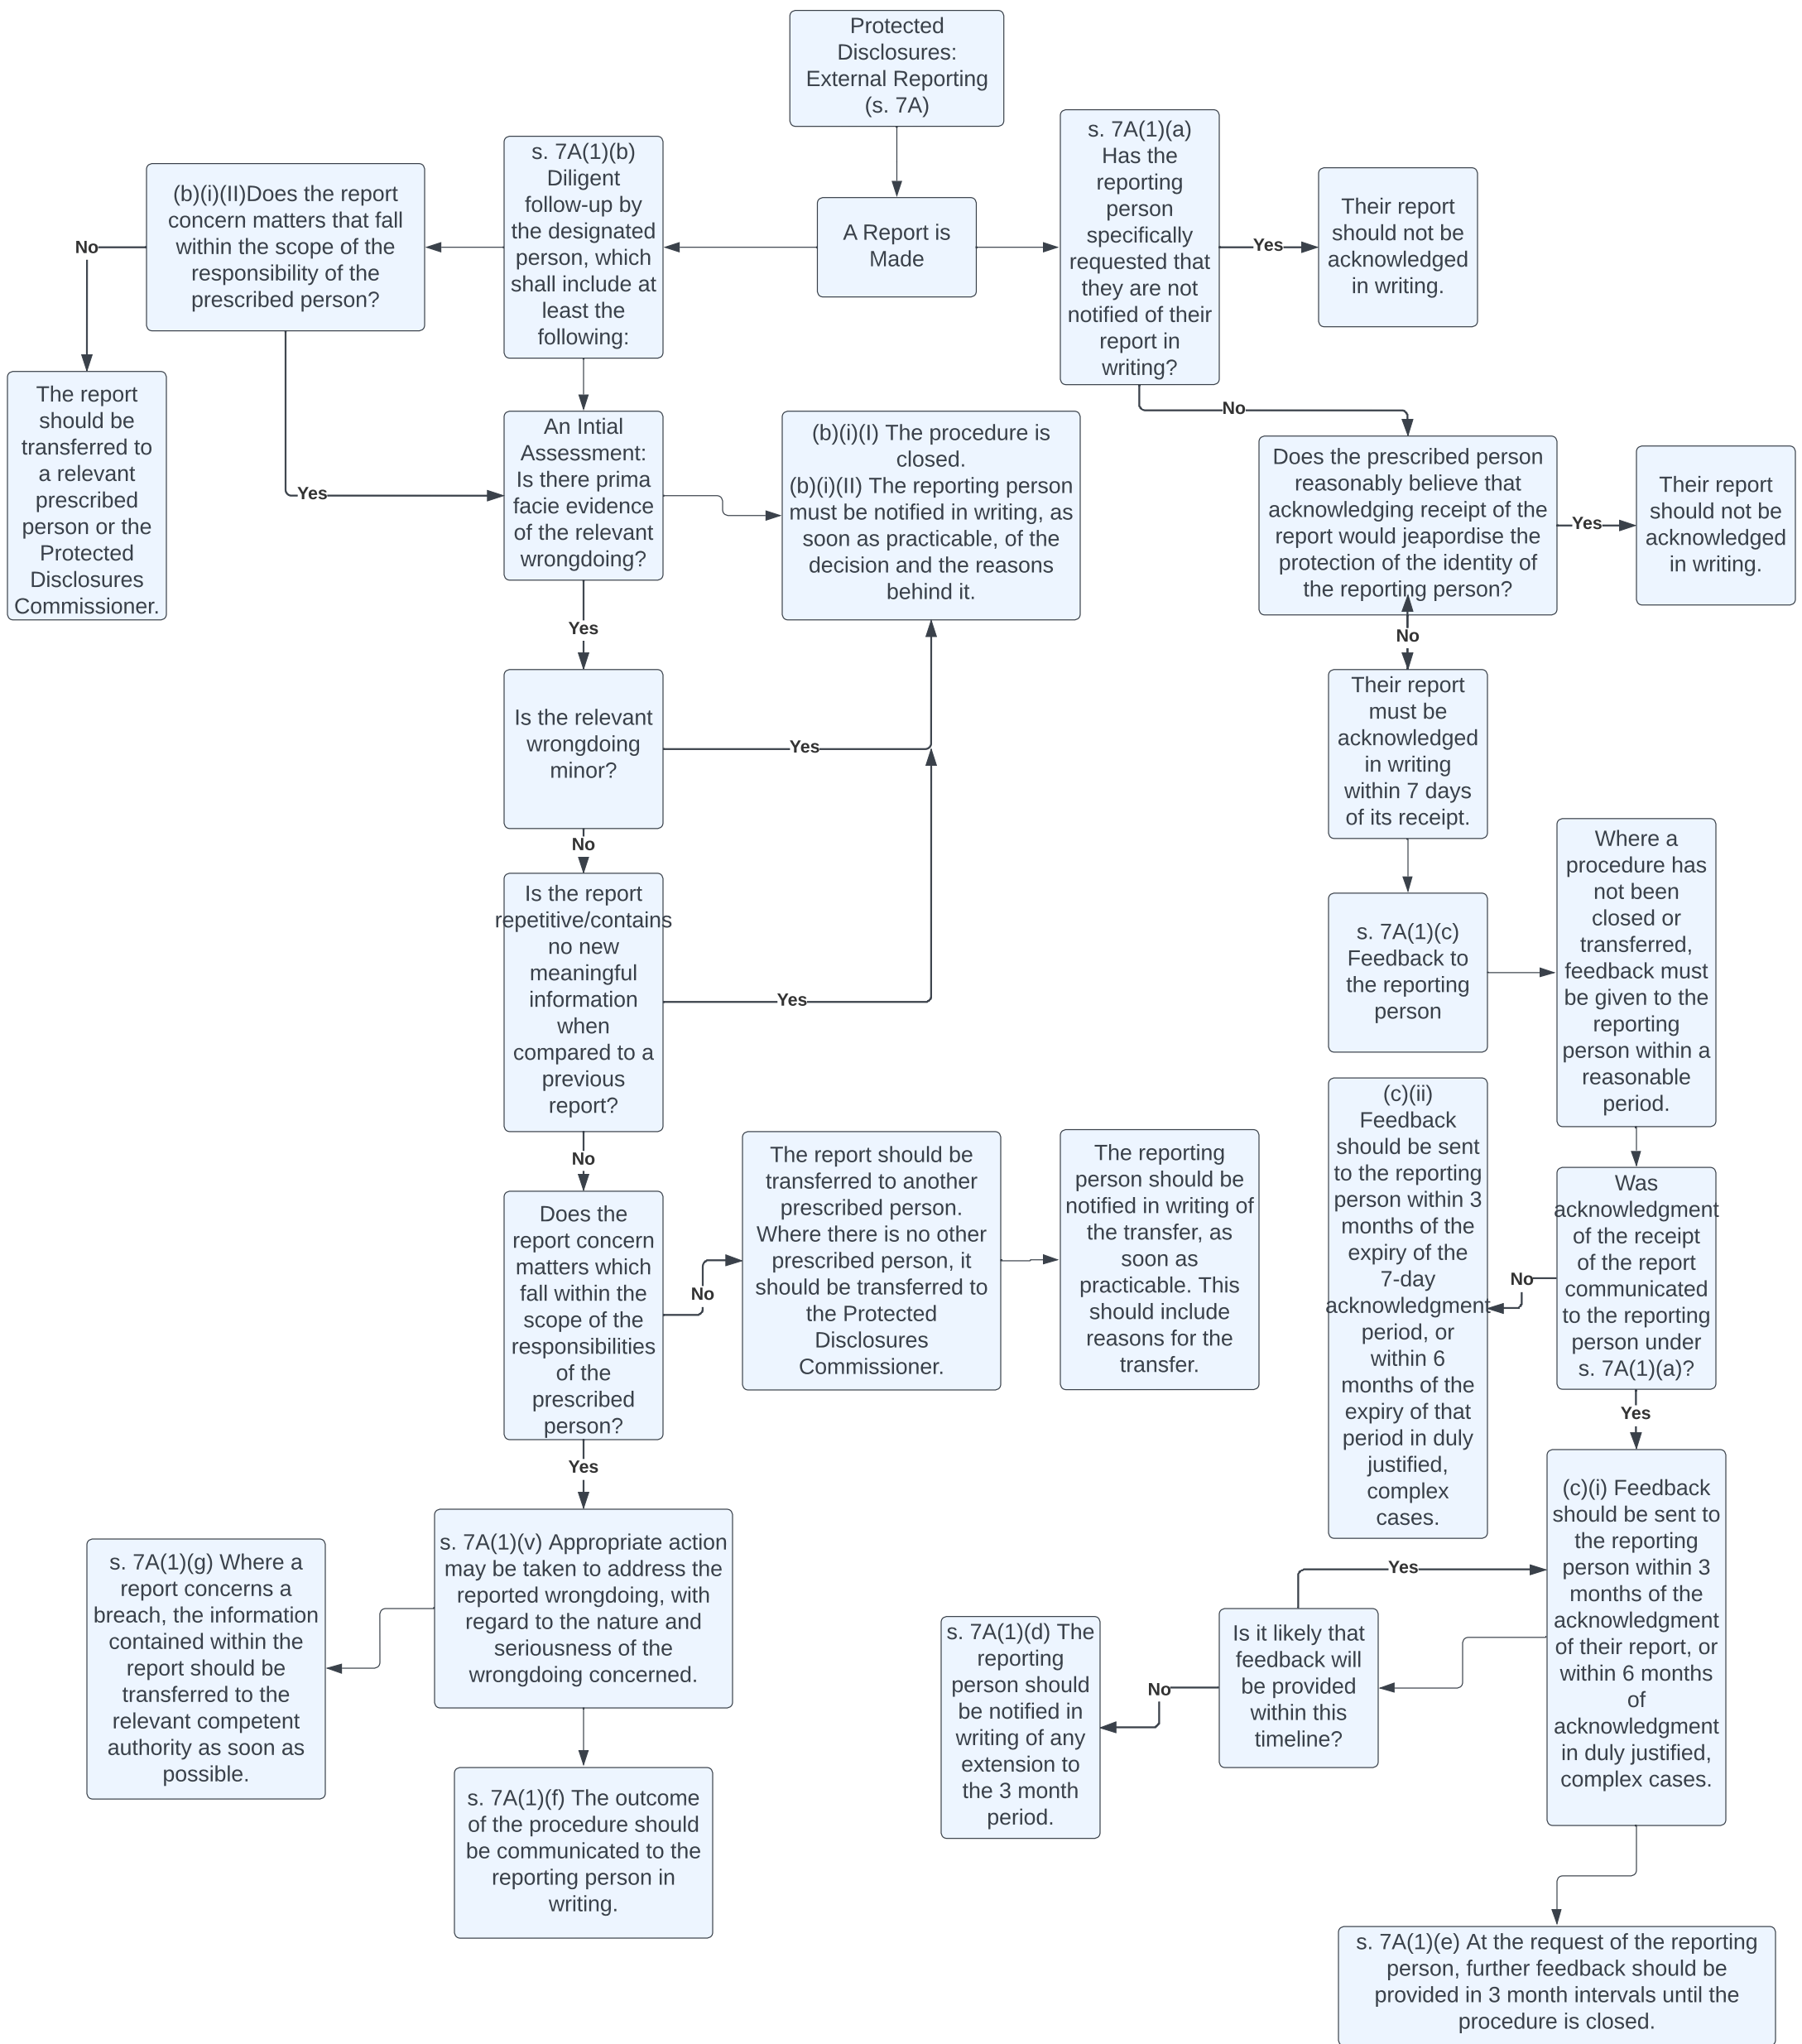 Protected
Disclosures:
External Reporting
(s. 7A)
A Report is
Made
s. 7A(1)(b)
Diligent
follow-up by
the designated
person, which
shall include at
least the
following:
(b)(i)(II)Does the report
concern matters that fall
within the scope of the
responsibility of the
prescribed person?
No
The report
should be
transferred to
a relevant
prescribed
person or the
Protected
Disclosures
Commissioner.
Yes
An Intial
Assessment:
Is there prima
facie evidence
of the relevant
wrongdoing?
(b)(i)(I) The procedure is
closed.
(b)(i)(II) The reporting person
must be notified in writing, as
soon as practicable, of the
decision and the reasons
behind it.
Yes
Is the relevant
wrongdoing
minor?
Yes
No
Is the report
repetitive/contains
no new
meaningful
information
when
compared to a
previous
report?
Yes
No
Does the
report concern
matters which
fall within the
scope of the
responsibilities
of the
prescribed
person?
No
The report should be
transferred to another
prescribed person.
Where there is no other
prescribed person, it
should be transferred to
the Protected
Disclosures
Commissioner.
The reporting
person should be
notified in writing of
the transfer, as
soon as
practicable. This
should include
reasons for the
transfer.
Yes
s. 7A(1)(v) Appropriate action
may be taken to address the
reported wrongdoing, with
regard to the nature and
seriousness of the
wrongdoing concerned.
s. 7A(1)(g) Where a
report concerns a
breach, the information
contained within the
report should be
transferred to the
relevant competent
authority as soon as
possible.
s. 7A(1)(f) The outcome
of the procedure should
be communicated to the
reporting person in
writing.
s. 7A(1)(a)
Has the
reporting
person
specifically
requested that
they are not
notified of their
report in
writing?
Yes
Their report
should not be
acknowledged
in writing.
No
Does the prescribed person
reasonably believe that
acknowledging receipt of the
report would jeapordise the
protection of the identity of
the reporting person?
Yes
Their report
should not be
acknowledged
in writing.
No
Their report
must be
acknowledged
in writing
within 7 days
of its receipt.
s. 7A(1)(c)
Feedback to
the reporting
person
Where a
procedure has
not been
closed or
transferred,
feedback must
be given to the
reporting
person within a
reasonable
period.
Was
acknowledgment
of the receipt
of the report
communicated
to the reporting
person under
s. 7A(1)(a)?
No
(c)(ii)
Feedback
should be sent
to the reporting
person within 3
months of the
expiry of the
7-day
acknowledgment
period, or
within 6
months of the
expiry of that
period in duly
justified,
complex
cases.
Yes
(c)(i) Feedback
should be sent to
the reporting
person within 3
months of the
acknowledgment
of their report, or
within 6 months
of
acknowledgment
in duly justified,
complex cases.
Yes
Is it likely that
feedback will
be provided
within this
timeline?
No
s. 7A(1)(d) The
reporting
person should
be notified in
writing of any
extension to
the 3 month
period.
s. 7A(1)(e) At the request of the reporting
person, further feedback should be
provided in 3 month intervals until the
procedure is closed.